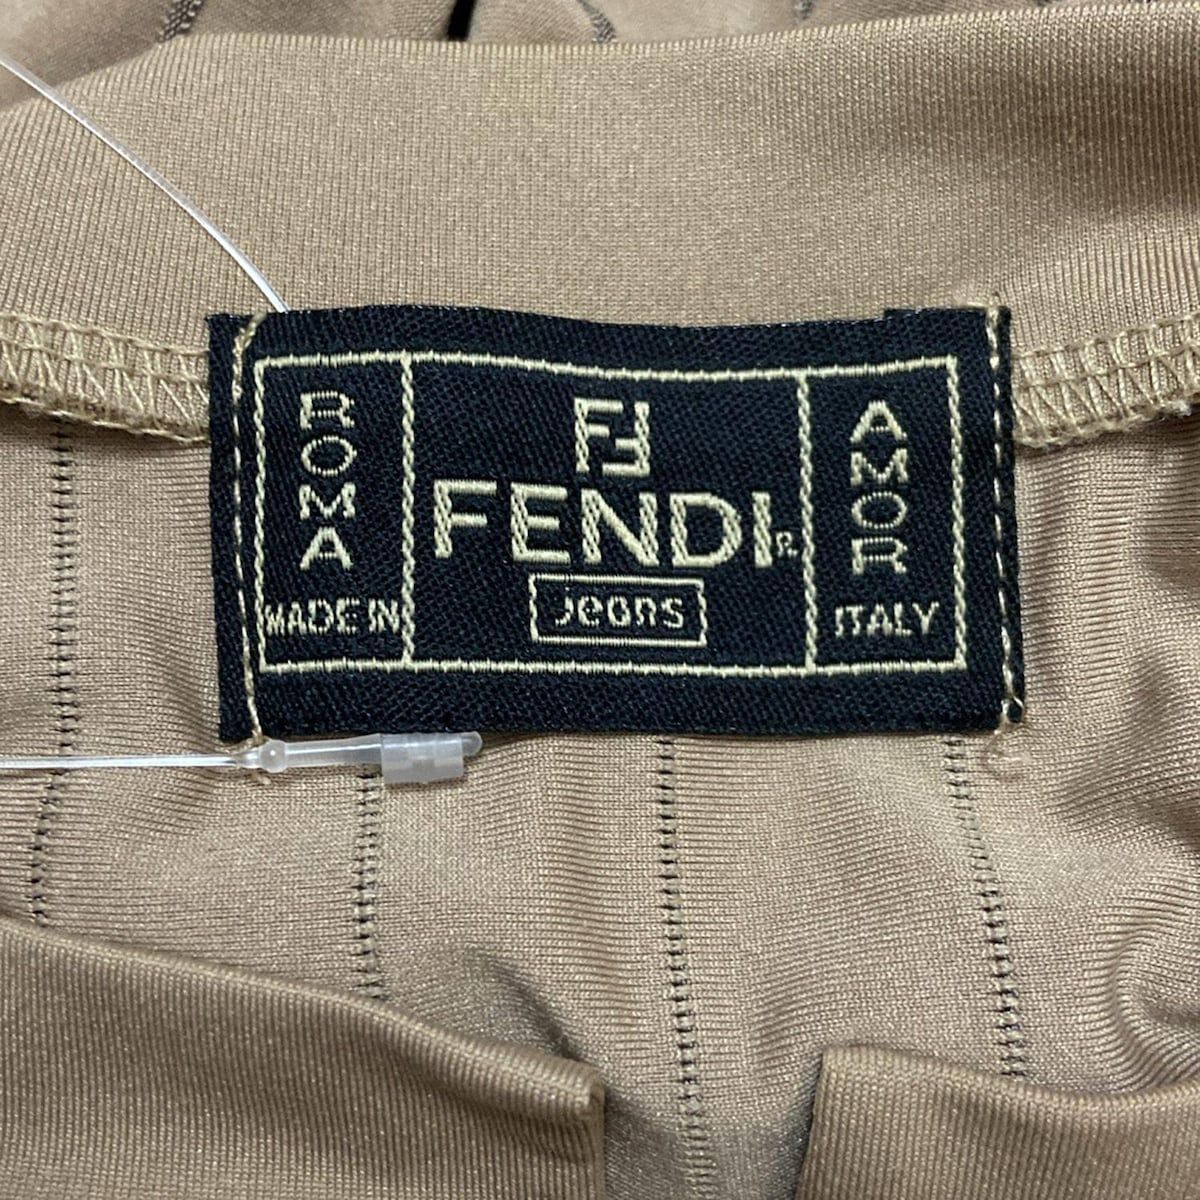 ROMA
MADE IN
FF
FENDI R
jeans
AMOR
ITALY